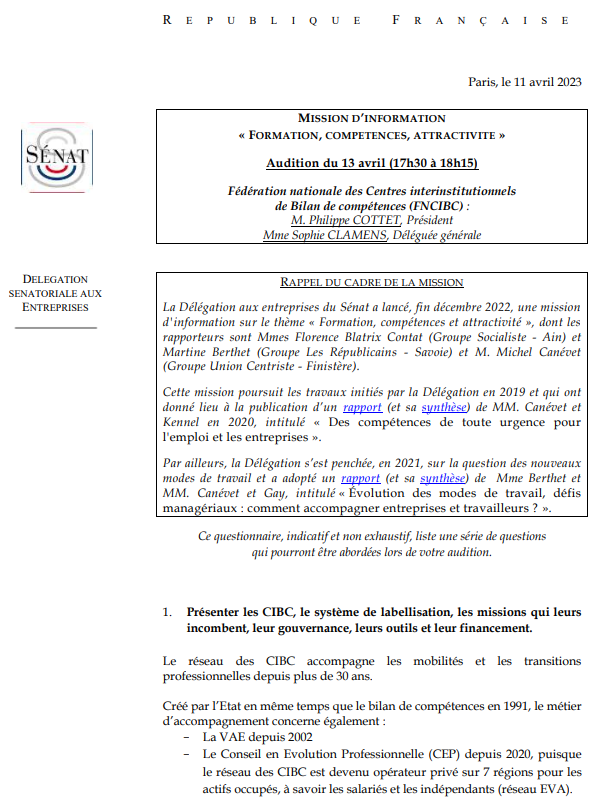 REPUBLIQUE FRANÇAISE
Paris, le 11 avril 2023
SÉNAT
DELEGATION
SENATORIALE AUX
ENTREPRISES
MISSION D'INFORMATION
« FORMATION, COMPETENCES, ATTRACTIVITE »
Audition du 13 avril (17h30 à 18h15)
Fédération nationale des Centres interinstitutionnels
de Bilan de compétences (FNCIBC) :
M. Philippe COTTET, Président
Mme Sophie CLAMENS, Déléguée générale
RAPPEL DU CADRE DE LA MISSION
La Délégation aux entreprises du Sénat a lancé, fin décembre 2022, une mission
d'information sur le thème « Formation, compétences et attractivité », dont les
rapporteurs sont Mmes Florence Blatrix Contat (Groupe Socialiste - Ain) et
Martine Berthet (Groupe Les Républicains - Savoie) et M. Michel Canévet
(Groupe Union Centriste - Finistère).
Cette mission poursuit les travaux initiés par la Délégation en 2019 et qui ont
donné lieu à la publication d'un rapport (et sa synthèse) de MM. Canévet et
Kennel en 2020, intitulé « Des compétences de toute urgence pour
l'emploi et les entreprises ».
Par ailleurs, la Délégation s'est penchée, en 2021, sur la question des nouveaux
modes de travail et a adopté un rapport (et sa synthèse) de Mme Berthet et
MM. Canévet et Gay, intitulé « Évolution des modes de travail, défis
managériaux : comment accompagner entreprises et travailleurs ? ».
Ce questionnaire, indicatif et non exhaustif, liste une série de questions
qui pourront être abordées lors de votre audition.
1. Présenter les CIBC, le système de labellisation, les missions qui leurs
incombent, leur gouvernance, leurs outils et leur financement.
Le réseau des CIBC accompagne les mobilités et les transitions
professionnelles depuis plus de 30 ans.
Créé par l'Etat en même temps que le bilan de compétences en 1991, le métier
d'accompagnement concerne également :
- La VAE depuis 2002
- Le Conseil en Evolution Professionnelle (CEP) depuis 2020, puisque
le réseau des CIBC est devenu opérateur privé sur 7 régions pour les
actifs occupés, à savoir les salariés et les indépendants (réseau EVA).